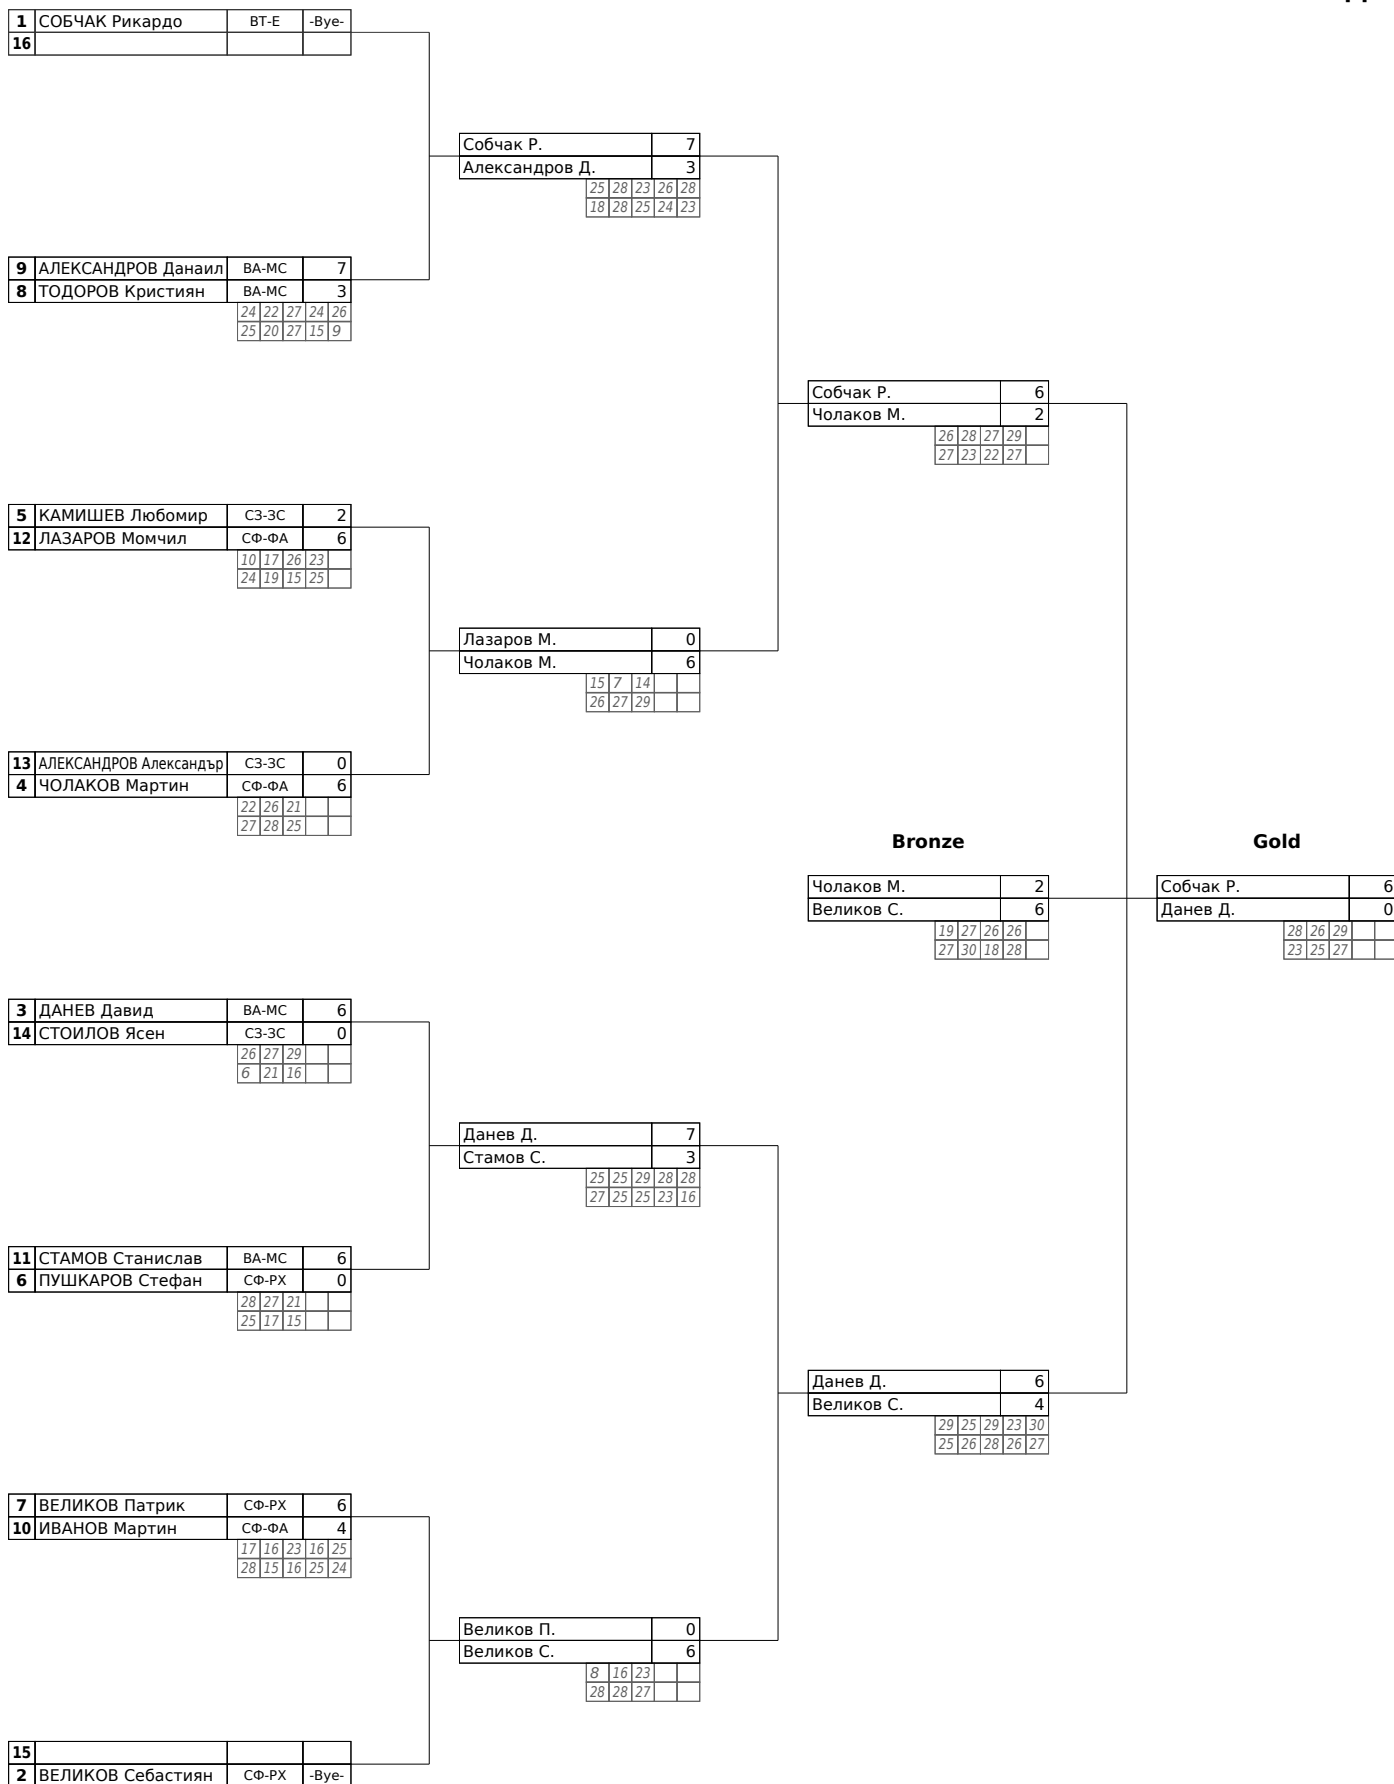 1 СОБЧАК Рикардо ВТ-Е -Bye-
16
Собчак Р. 7
Александров Д. 3
25 28 23 26 28
18 28 25 24 23
9 АЛЕКСАНДРОВ Данаил ВА-МС 7
8 ТОДОРОВ Кристиян ВА-МС 3
24 22 27 24 26
25 20 27 15 9
Собчак Р. 6
Чолаков М. 2
26 28 27 29
27 23 22 27
5 КАМИШЕВ Любомир СЗ-ЗС 2
12 ЛАЗАРОВ Момчил СФ-ФА 6
10 17 26 23
24 19 15 25
Лазаров М. 0
Чолаков М. 6
15 7 14
26 27 29
13 АЛЕКСАНДРОВ Александър СЗ-ЗС 0
4 ЧОЛАКОВ Мартин СФ-ФА 6
22 26 21
27 28 25
Bronze Gold
Чолаков М. 2 Собчак Р. 6
Великов С. 6 Данев Д. 0
19 27 26 26 28 26 29
27 30 18 28 23 25 27
3 ДАНЕВ Давид ВА-МС 6
14 СТОИЛОВ Ясен СЗ-ЗС 0
26 27 29
6 21 16
Данев Д. 7
Стамов С. 3
25 25 29 28 28
27 25 25 23 16
11 СТАМОВ Станислав ВА-МС 6
6 ПУШКАРОВ Стефан СФ-РХ 0
28 27 21
25 17 15
Данев Д. 6
Великов С. 4
29 25 29 23 30
25 26 28 26 27
7 ВЕЛИКОВ Патрик СФ-РХ 6
10 ИВАНОВ Мартин СФ-ФА 4
17 16 23 16 25
28 15 16 25 24
Великов П. 0
Великов С. 6
8 16 23
28 28 27
15
2 ВЕЛИКОВ Себастиян СФ-РХ -Bye-